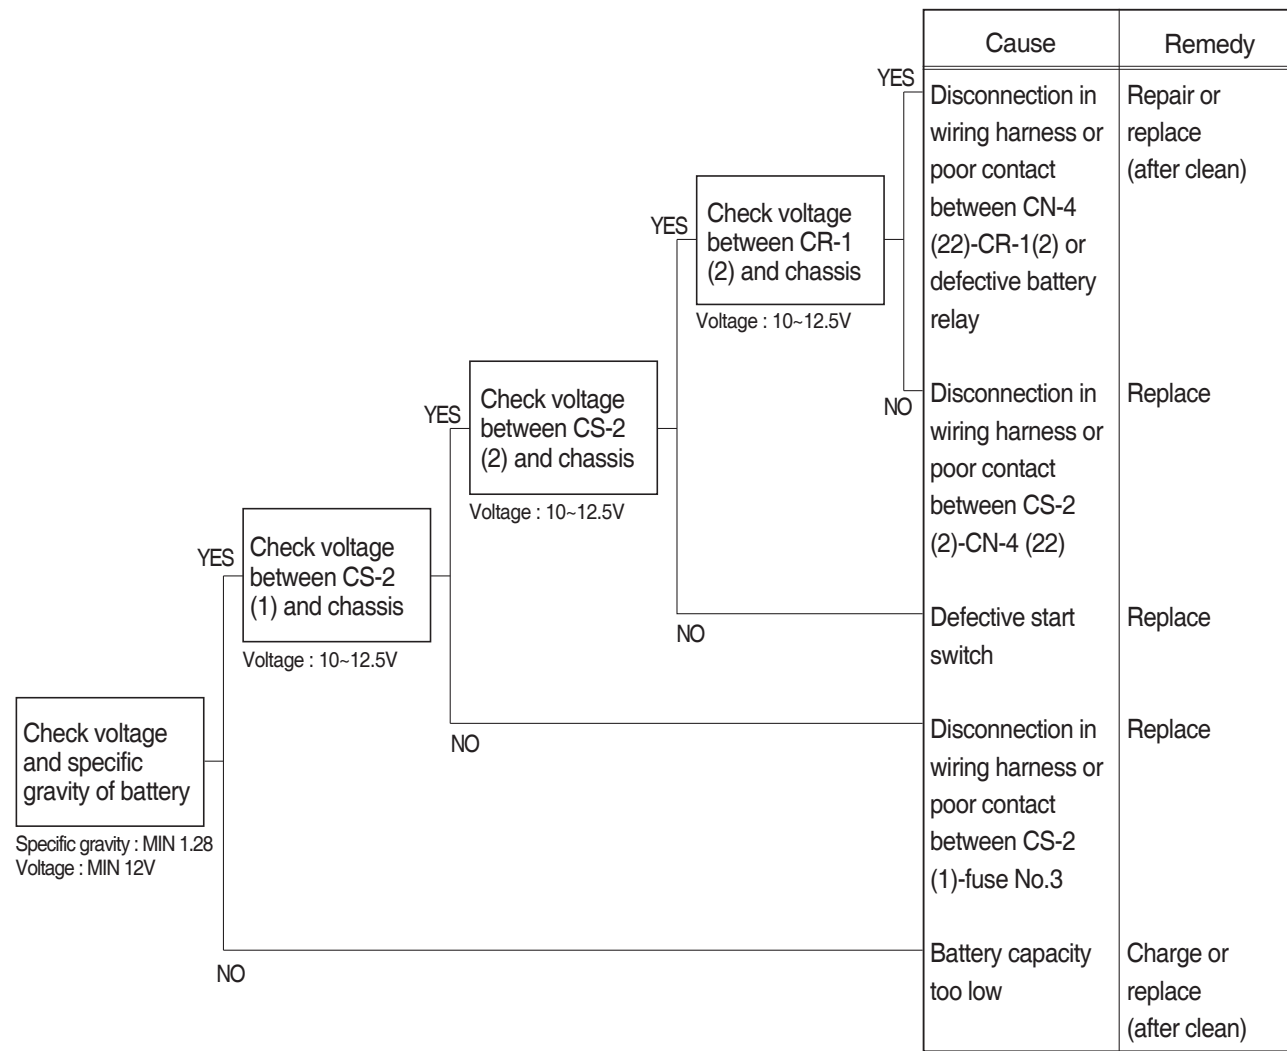 Cause
Remedy
YES
Disconnection in
wiring harness or
poor contact
between CN-4
(22)-CR-1(2) or
defective battery
relay
Repair or
replace
(after clean)
YES
Check voltage
between CR-1
(2) and chassis
Voltage : 10~12.5V
NO
Disconnection in
wiring harness or
poor contact
between CS-2
(2)-CN-4 (22)
Replace
YES
Check voltage
between CS-2
(2) and chassis
Voltage : 10~12.5V
NO
Defective start
switch
Replace
YES
Check voltage
between CS-2
(1) and chassis
Voltage : 10~12.5V
NO
Disconnection in
wiring harness or
poor contact
between CS-2
(1)-fuse No.3
Replace
Check voltage
and specific
gravity of battery
Specific gravity : MIN 1.28
Voltage : MIN 12V
NO
Battery capacity
too low
Charge or
replace
(after clean)